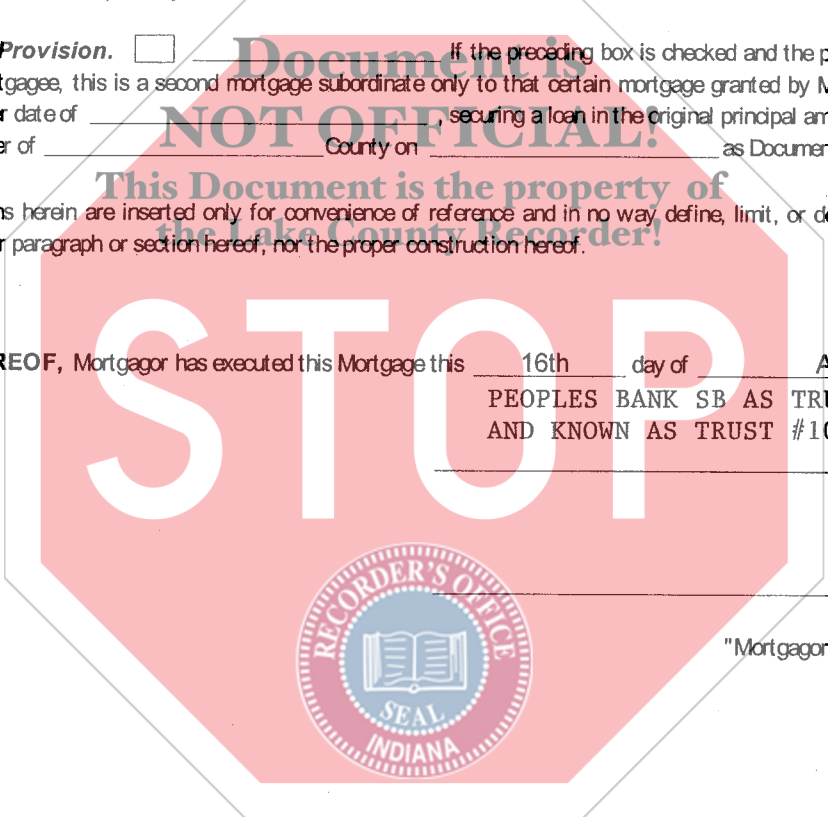 Provision. If the preceding box is checked and the p
tgagee, this is a second mortgage subordinate only to that certain mortgage granted by M
r date of , securing a loan in the original principal am
er of County on as Documen
ns herein are inserted only for convenience of reference and in no way define, limit, or de
r paragraph or section hereof, nor the proper construction hereof.
REOF, Mortgagor has executed this Mortgage this 16th day of A
PEOPLES BANK SB AS TRU
AND KNOWN AS TRUST #10
"Mortgagor
Document is
NOT OFFICIAL!
This Document is the property of
the Lake County Recorder!
STOP
RECORDER'S OFFICE
SEAL
INDIANA